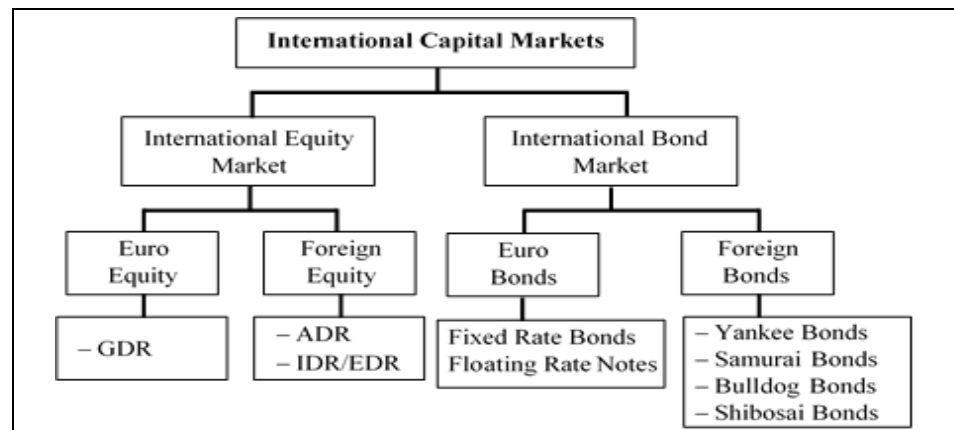 International Capital Markets
International Equity
Market
International Bond
Market
Euro
Equity
Foreign
Equity
Euro
Bonds
Foreign
Bonds
– GDR
– ADR
– IDR/EDR
Fixed Rate Bonds
Floating Rate Notes
– Yankee Bonds
– Samurai Bonds
– Bulldog Bonds
– Shibosai Bonds